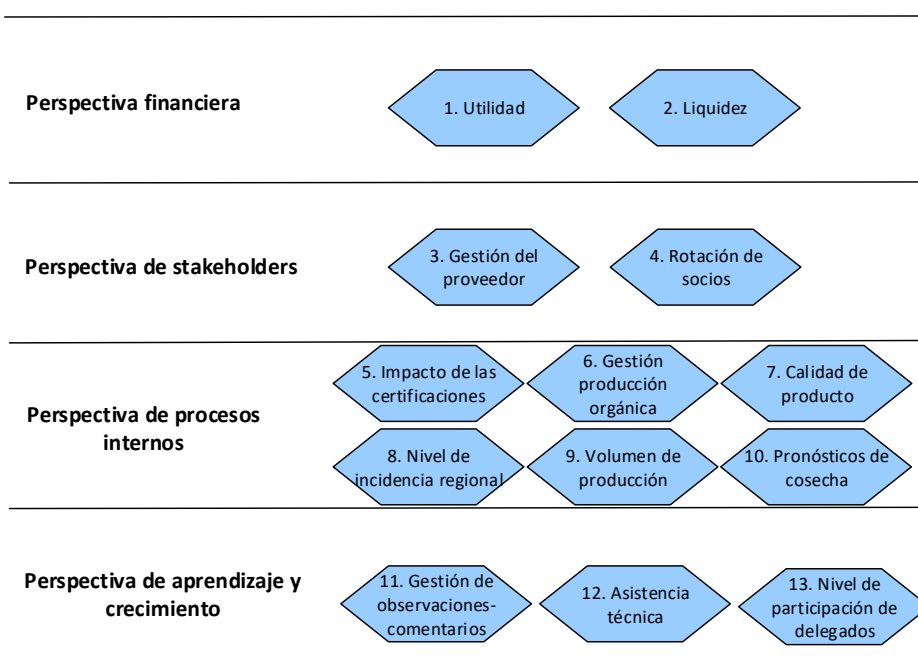 Perspectiva financiera
1. Utilidad
2. Liquidez
Perspectiva de stakeholders
3. Gestión del
proveedor
4. Rotación de
socios
Perspectiva de procesos
internos
5. Impacto de las
certificaciones
6. Gestión
producción
orgánica
7. Calidad de
producto
8. Nivel de
incidencia regional
9. Volumen de
producción
10. Pronósticos de
cosecha
Perspectiva de aprendizaje y
crecimiento
11. Gestión de
observaciones-
comentarios
12. Asistencia
técnica
13. Nivel de
participación de
delegados